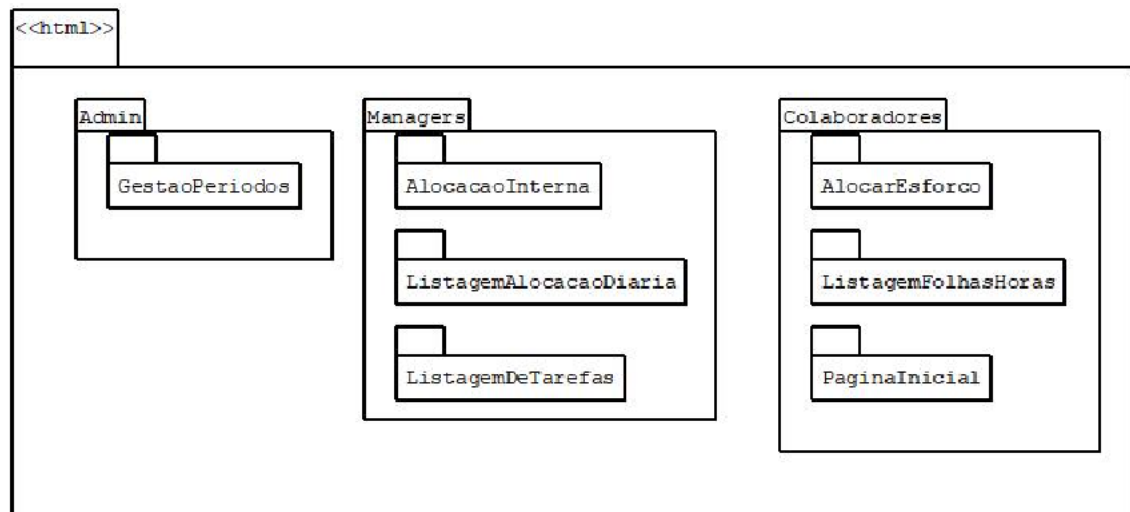 <<html>>
Admin
GestaoPeriodos
Managers
AlocacaoInterna
ListagemAlocacaoDiaria
ListagemDeTarefas
Colaboradores
AlocarEsforco
ListagemFolhasHoras
PaginaInicial